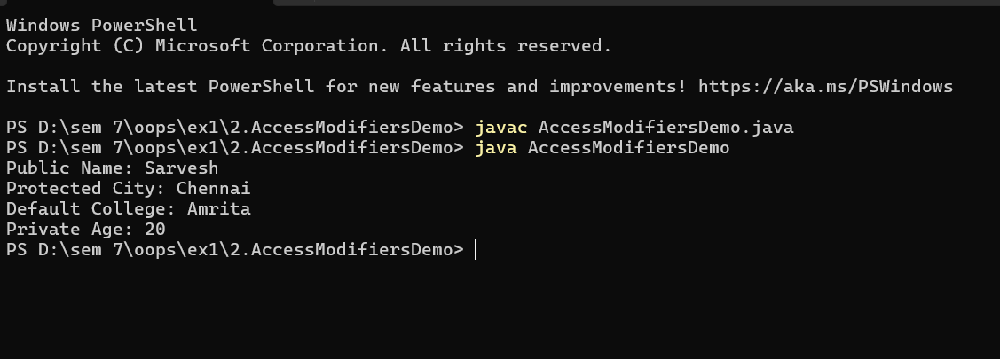 Windows PowerShell
Copyright (C) Microsoft Corporation. All rights reserved.
Install the latest PowerShell for new features and improvements! https://aka.ms/PSWindows
PS D:\sem 7\oops\ex1\2.AccessModifiersDemo> javac AccessModifiersDemo.java
PS D:\sem 7\oops\ex1\2.AccessModifiersDemo> java AccessModifiersDemo
Public Name: Sarvesh
Protected City: Chennai
Default College: Amrita
Private Age: 20
PS D:\sem 7\oops\ex1\2.AccessModifiersDemo>